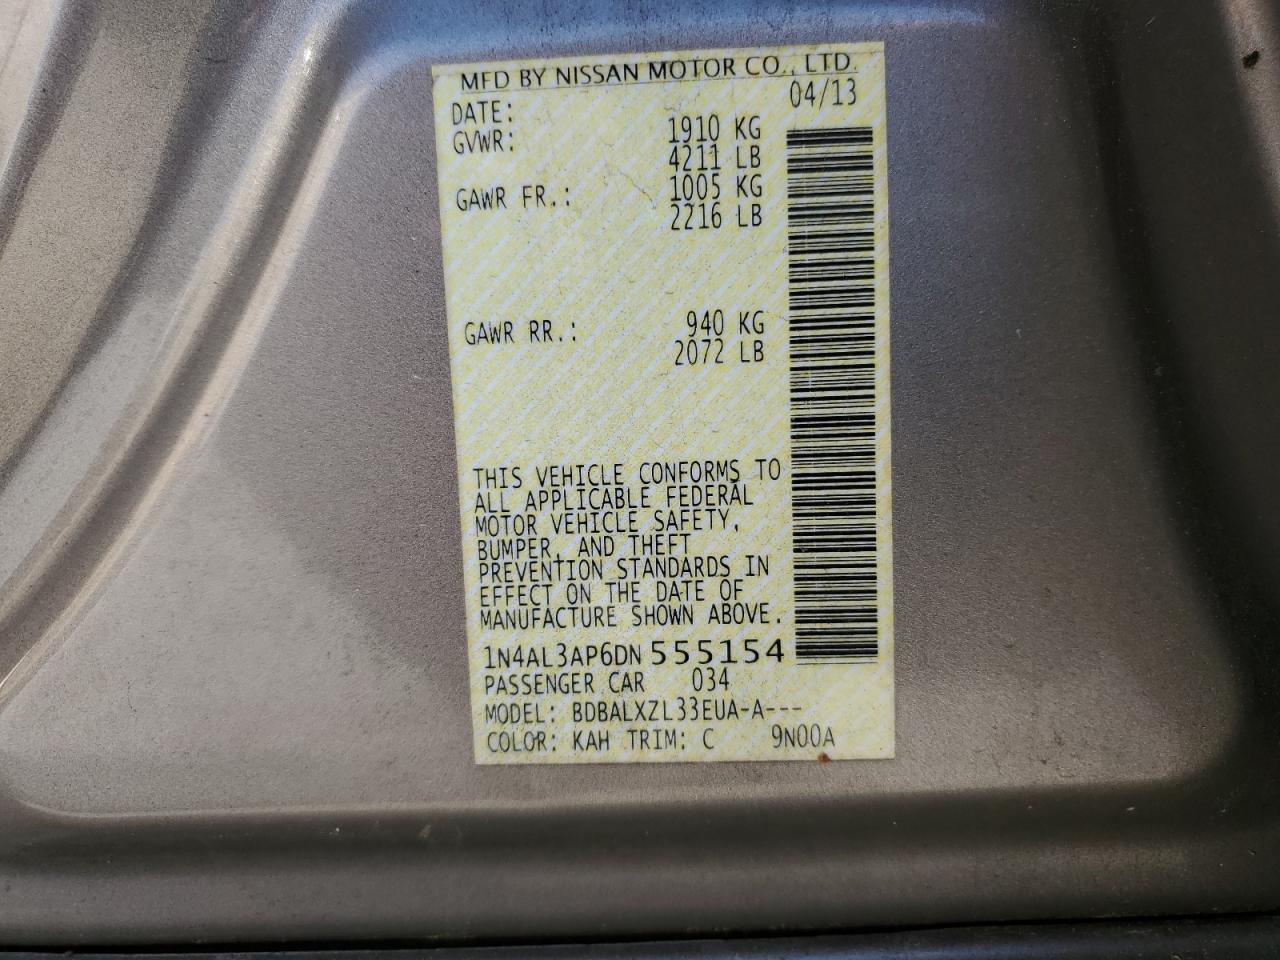 MFD BY NISSAN MOTOR CO., LTD.
DATE: 04/13
GVWR: 1910 KG
4211 LB
GAWR FR.: 1005 KG
2216 LB
GAWR RR.: 940 KG
2072 LB
THIS VEHICLE CONFORMS TO
ALL APPLICABLE FEDERAL
MOTOR VEHICLE SAFETY,
BUMPER, AND THEFT
PREVENTION STANDARDS IN
EFFECT ON THE DATE OF
MANUFACTURE SHOWN ABOVE.
1N4AL3AP6DN 555154
PASSENGER CAR 034
MODEL: BDBALXZL33EUA-A---
COLOR: KAH TRIM: C 9N00A